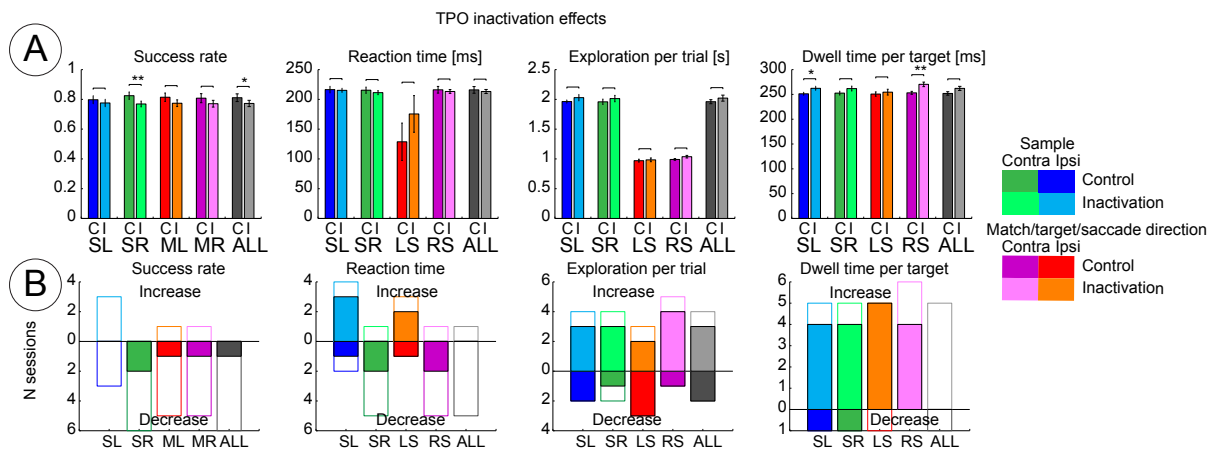 TPO inactivation effects
A
Success rate
Reaction time [ms]
Exploration per trial [s]
Dwell time per target [ms]
1
0.8
0.6
0.4
0.2
0
**
*
C I C I C I C I C I
SL SR ML MR ALL
250
200
150
100
50
0
C I C I C I C I C I
SL SR LS RS ALL
2.5
2
1.5
1
0.5
0
C I C I C I C I C I
SL SR LS RS ALL
300
250
200
150
100
50
0
*
**
C I C I C I C I C I
SL SR LS RS ALL
Sample
Contra Ipsi
Control
Inactivation
Match/target/saccade direction
Contra Ipsi
Control
Inactivation
B
N sessions
Success rate
4
2
0
2
4
6
Increase
Decrease
SL SR ML MR ALL
Reaction time
4
2
0
2
4
6
Increase
Decrease
SL SR LS RS ALL
Exploration per trial
6
4
2
0
2
4
Increase
Decrease
SL SR LS RS ALL
Dwell time per target
6
5
4
3
2
1
0
1
Increase
Decrease
SL SR LS RS ALL